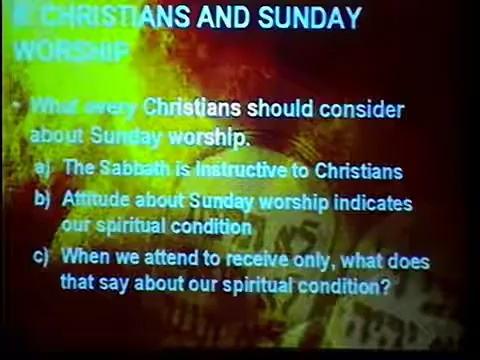 CHRISTIANS AND SUNDAY
WORSHIP
• What every Christians should consider
about Sunday worship.
a) The Sabbath is Instructive to Christians
b) Attitude about Sunday worship indicates
our spiritual condition
c) When we attend to receive only, what does
that say about our spiritual condition?